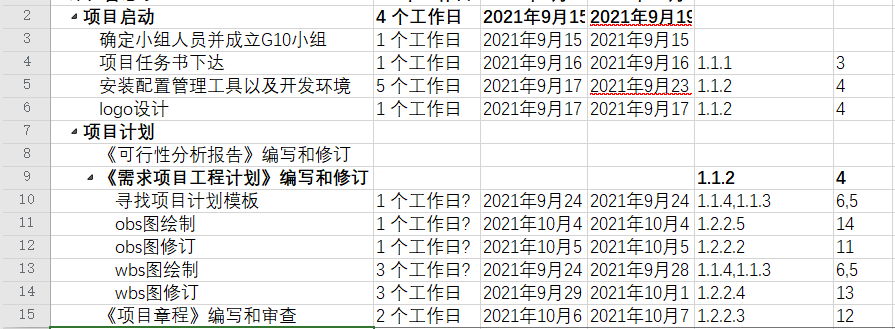 2 项目启动 4 个工作日 2021年9月15 2021年9月19
3 确定小组人员并成立G10小组 1 个工作日 2021年9月15 2021年9月15
4 项目任务书下达 1 个工作日 2021年9月16 2021年9月16 1.1.1 3
5 安装配置管理工具以及开发环境 5 个工作日 2021年9月17 2021年9月23 1.1.2 4
6 logo设计 1 个工作日 2021年9月17 2021年9月17 1.1.2 4
7 项目计划
8 《可行性分析报告》编写和修订
9 《需求项目工程计划》编写和修订 1.1.2 4
10 寻找项目计划模板 1 个工作日? 2021年9月24 2021年9月24 1.1.4,1.1.3 6,5
11 obs图绘制 1 个工作日? 2021年10月4 2021年10月4 1.2.2.5 14
12 obs图修订 1 个工作日? 2021年10月5 2021年10月5 1.2.2.2 11
13 wbs图绘制 3 个工作日? 2021年9月24 2021年9月28 1.1.4,1.1.3 6,5
14 wbs图修订 3 个工作日 2021年9月29 2021年10月1 1.2.2.4 13
15 《项目章程》编写和审查 2 个工作日 2021年10月6 2021年10月7 1.2.2.3 12